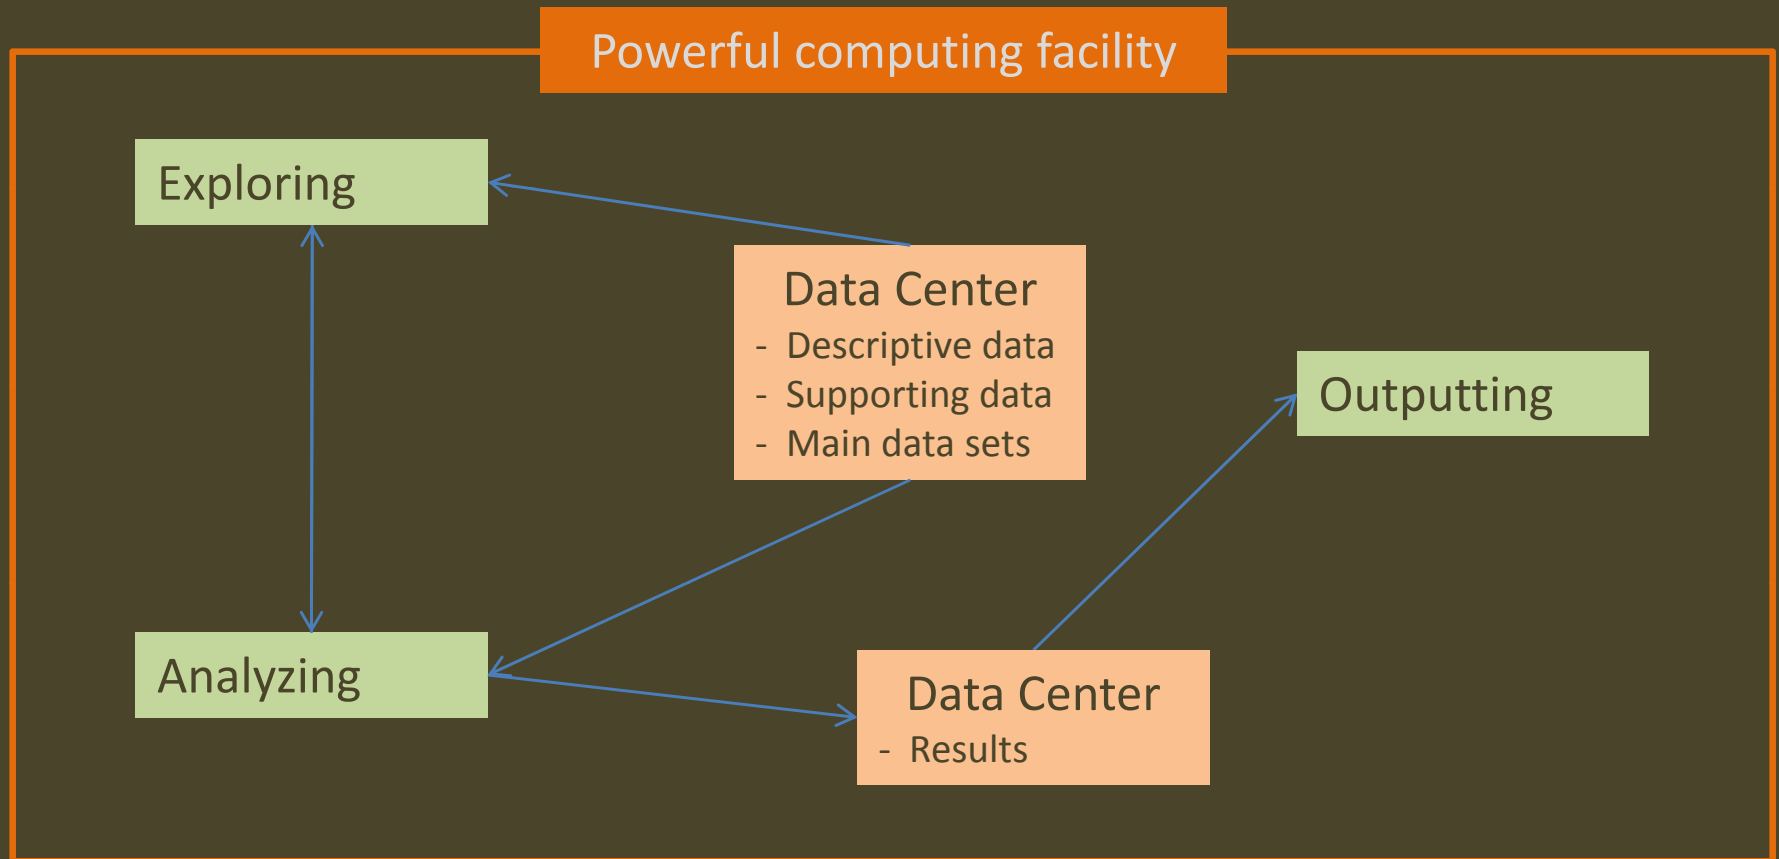 Powerful computing facility
Exploring
Data Center
- Descriptive data
- Supporting data
- Main data sets
Outputting
Analyzing
Data Center
- Results